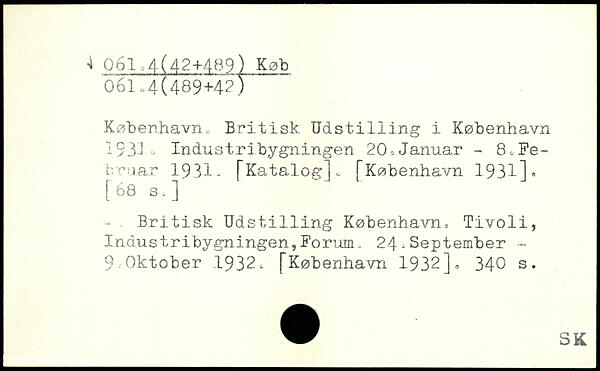 061.4(42+489) Køb
061.4(489+42)
København. Britisk Udstilling i København
1931. Industribygningen 20.Januar - 8.Fe-
bruar 1931. [Katalog]. [København 1931].
[68 s.]
-. Britisk Udstilling København. Tivoli,
Industribygningen,Forum. 24.September -
9.Oktober 1932. [København 1932]. 340 s.
SK